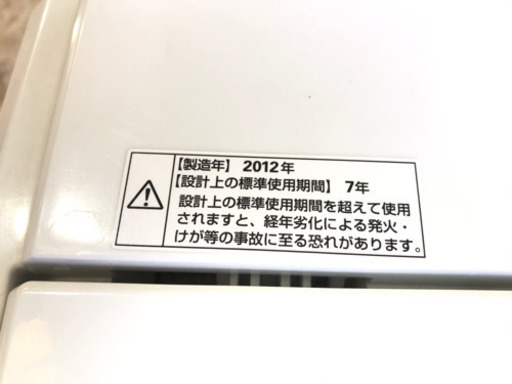 【製造年】 2012年
【設計上の標準使用期間】 7年
設計上の標準使用期間を超えて使用
されますと、経年劣化による発火・
けが等の事故に至る恐れがあります。